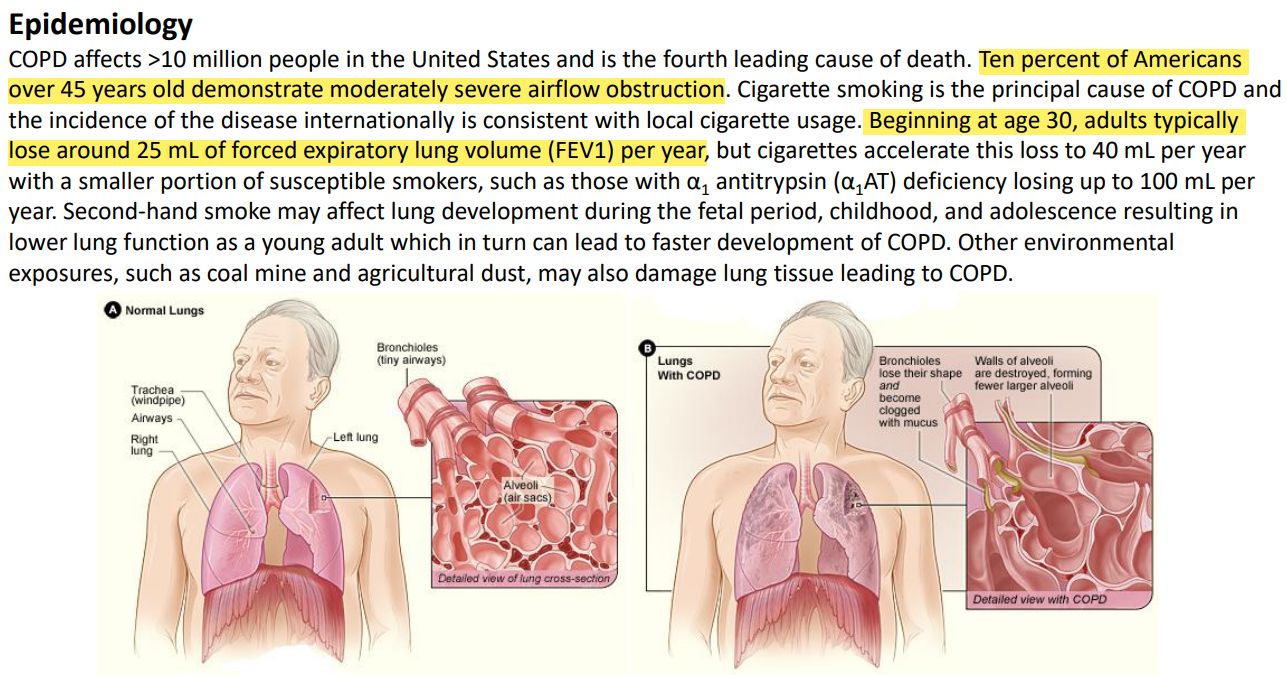 Epidemiology
COPD affects >10 million people in the United States and is the fourth leading cause of death. Ten percent of Americans
over 45 years old demonstrate moderately severe airflow obstruction. Cigarette smoking is the principal cause of COPD and
the incidence of the disease internationally is consistent with local cigarette usage. Beginning at age 30, adults typically
lose around 25 mL of forced expiratory lung volume (FEV1) per year, but cigarettes accelerate this loss to 40 mL per year
with a smaller portion of susceptible smokers, such as those with α₁ antitrypsin (α₁AT) deficiency losing up to 100 mL per
year. Second-hand smoke may affect lung development during the fetal period, childhood, and adolescence resulting in
lower lung function as a young adult which in turn can lead to faster development of COPD. Other environmental
exposures, such as coal mine and agricultural dust, may also damage lung tissue leading to COPD.
A Normal Lungs
Bronchioles
(tiny airways)
Trachea
(windpipe)
Airways
Right
lung
Left lung
Alveoli
(air sacs)
Detailed view of lung cross-section
B
Lungs
With COPD
Bronchioles
lose their shape
and
become
clogged
with mucus
Walls of alveoli
are destroyed, forming
fewer larger alveoli
Detailed view with COPD